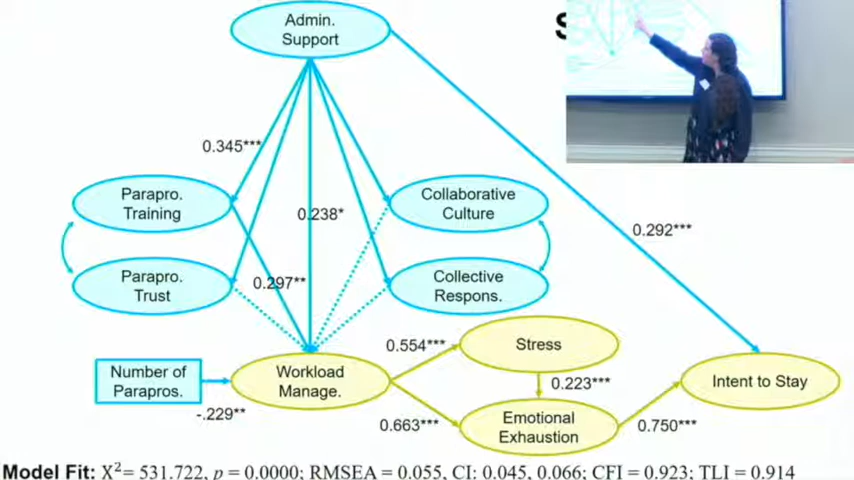 Admin.
Support
S
0.345***
Parapro.
Training
0.238*
Collaborative
Culture
0.292***
Parapro.
Trust
0.297**
Collective
Respons.
0.554***
Stress
Number of
Parapros.
Workload
Manage.
0.223***
Intent to Stay
-.229**
0.663***
Emotional
Exhaustion
0.750***
Model Fit: X²= 531.722, p = 0.0000; RMSEA = 0.055, CI: 0.045, 0.066; CFI = 0.923; TLI = 0.914